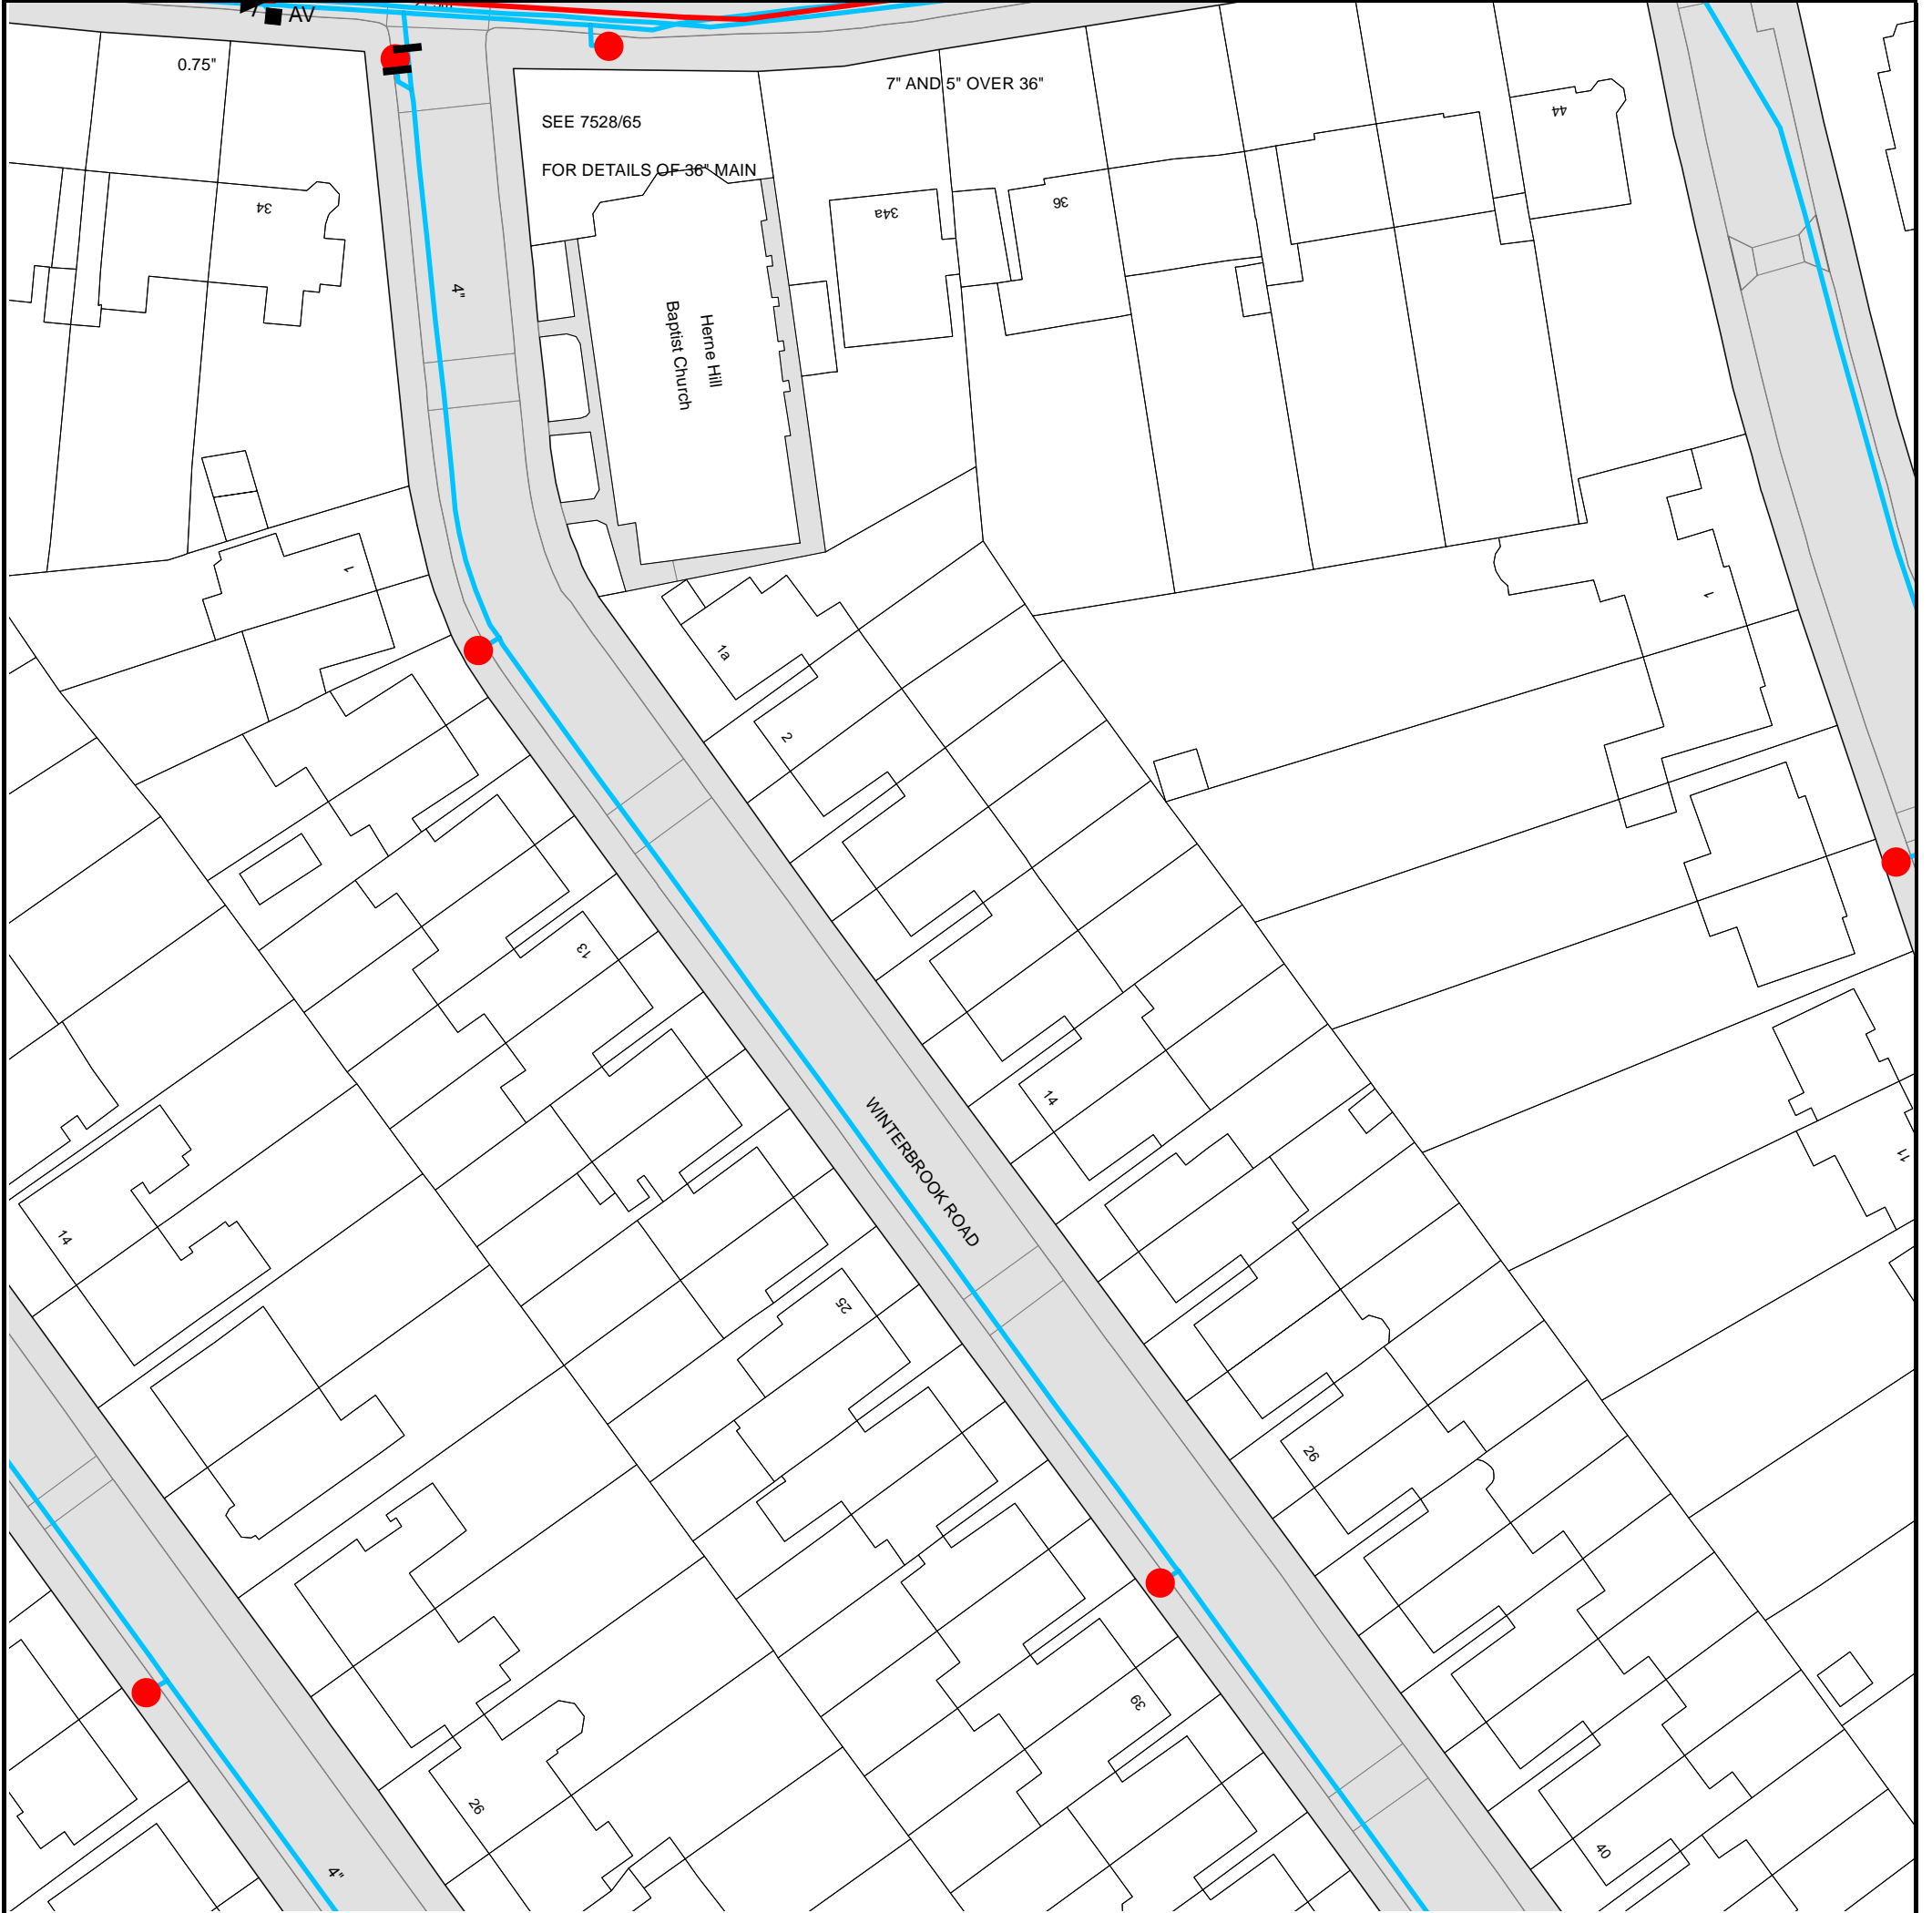 AV
0.75"
7" AND 5" OVER 36"
SEE 7528/65
FOR DETAILS OF 36" MAIN
44
34
34a
36
4"
Herne Hill
Baptist Church
1
1
1a
2
13
14
WINTERBROOK ROAD
11
14
25
26
39
26
40
4"